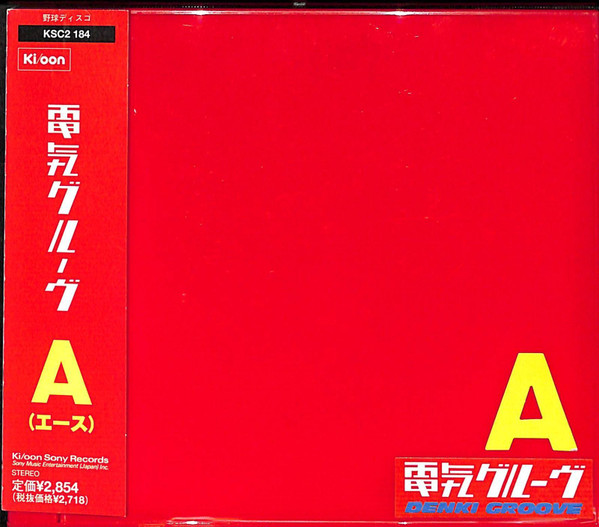 野球ディスコ
KSC2 184
Ki/oon
電気グルーヴ
A
(エース)
Ki/oon Sony Records
Sony Music Entertainment (Japan) Inc.
STEREO
定価¥2,854
(税抜価格¥2,718)
A
電気グルーヴ
DENKI GROOVE